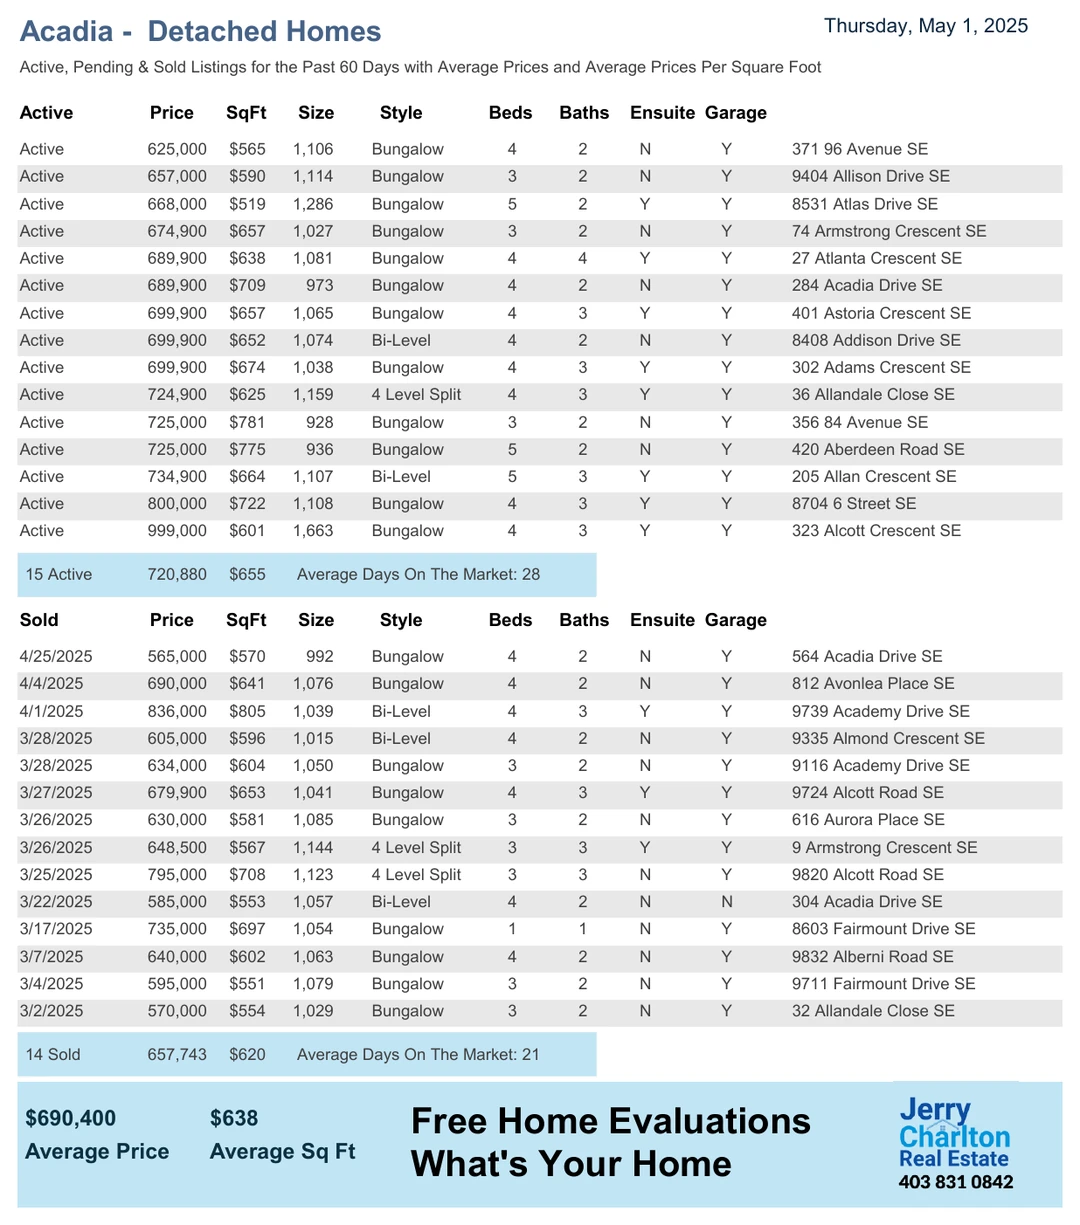 Acadia - Detached Homes
Thursday, May 1, 2025
Active, Pending & Sold Listings for the Past 60 Days with Average Prices and Average Prices Per Square Foot
Active Price SqFt Size Style Beds Baths Ensuite Garage
Active 625,000 $565 1,106 Bungalow 4 2 N Y 371 96 Avenue SE
Active 657,000 $590 1,114 Bungalow 3 2 N Y 9404 Allison Drive SE
Active 668,000 $519 1,286 Bungalow 5 2 Y Y 8531 Atlas Drive SE
Active 674,900 $657 1,027 Bungalow 3 2 N Y 74 Armstrong Crescent SE
Active 689,900 $638 1,081 Bungalow 4 4 Y Y 27 Atlanta Crescent SE
Active 689,900 $709 973 Bungalow 4 2 N Y 284 Acadia Drive SE
Active 699,900 $657 1,065 Bungalow 4 3 Y Y 401 Astoria Crescent SE
Active 699,900 $652 1,074 Bi-Level 4 2 N Y 8408 Addison Drive SE
Active 699,900 $674 1,038 Bungalow 4 3 Y Y 302 Adams Crescent SE
Active 724,900 $625 1,159 4 Level Split 4 3 Y Y 36 Allandale Close SE
Active 725,000 $781 928 Bungalow 3 2 N Y 356 84 Avenue SE
Active 725,000 $775 936 Bungalow 5 2 N Y 420 Aberdeen Road SE
Active 734,900 $664 1,107 Bi-Level 5 3 Y Y 205 Allan Crescent SE
Active 800,000 $722 1,108 Bungalow 4 3 Y Y 8704 6 Street SE
Active 999,000 $601 1,663 Bungalow 4 3 Y Y 323 Alcott Crescent SE
15 Active 720,880 $655 Average Days On The Market: 28
Sold Price SqFt Size Style Beds Baths Ensuite Garage
4/25/2025 565,000 $570 992 Bungalow 4 2 N Y 564 Acadia Drive SE
4/4/2025 690,000 $641 1,076 Bungalow 4 2 N Y 812 Avonlea Place SE
4/1/2025 836,000 $805 1,039 Bi-Level 4 3 Y Y 9739 Academy Drive SE
3/28/2025 605,000 $596 1,015 Bi-Level 4 2 N Y 9335 Almond Crescent SE
3/28/2025 634,000 $604 1,050 Bungalow 3 2 N Y 9116 Academy Drive SE
3/27/2025 679,900 $653 1,041 Bungalow 4 3 Y Y 9724 Alcott Road SE
3/26/2025 630,000 $581 1,085 Bungalow 3 2 N Y 616 Aurora Place SE
3/26/2025 648,500 $567 1,144 4 Level Split 3 3 Y Y 9 Armstrong Crescent SE
3/25/2025 795,000 $708 1,123 4 Level Split 3 3 N Y 9820 Alcott Road SE
3/22/2025 585,000 $553 1,057 Bi-Level 4 2 N N 304 Acadia Drive SE
3/17/2025 735,000 $697 1,054 Bungalow 1 1 N Y 8603 Fairmount Drive SE
3/7/2025 640,000 $602 1,063 Bungalow 4 2 N Y 9832 Alberni Road SE
3/4/2025 595,000 $551 1,079 Bungalow 3 2 N Y 9711 Fairmount Drive SE
3/2/2025 570,000 $554 1,029 Bungalow 3 2 N Y 32 Allandale Close SE
14 Sold 657,743 $620 Average Days On The Market: 21
$690,400 $638
Average Price Average Sq Ft
Free Home Evaluations
What's Your Home
Jerry
Charlton
Real Estate
403 831 0842